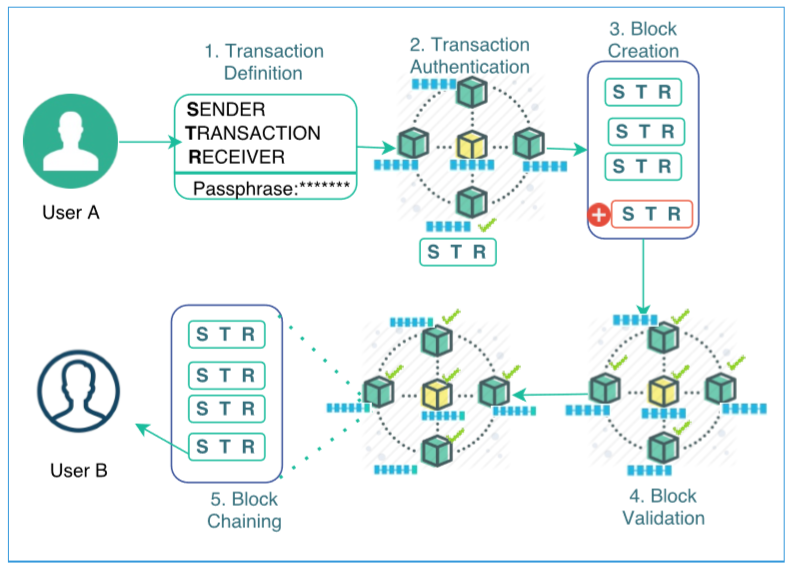 1. Transaction
Definition
2. Transaction
Authentication
3. Block
Creation
SENDER
TRANSACTION
RECEIVER
Passphrase:*******
User A
S T R
S T R
S T R
S T R
S T R
S T R
S T R
S T R
S T R
User B
5. Block
Chaining
4. Block
Validation